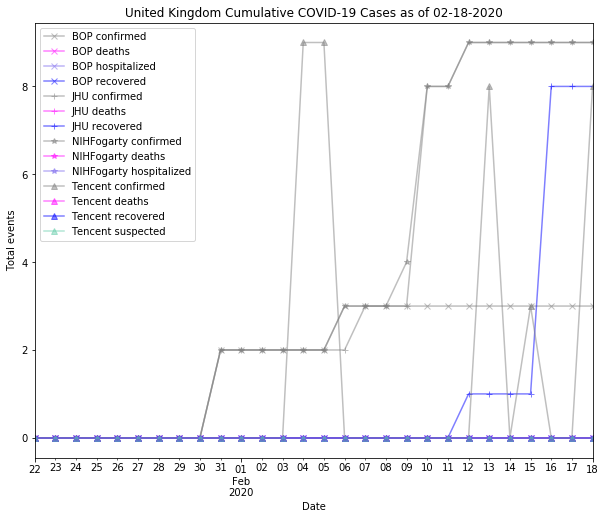 United Kingdom Cumulative COVID-19 Cases as of 02-18-2020
BOP confirmed
BOP deaths
BOP hospitalized
BOP recovered
JHU confirmed
JHU deaths
JHU recovered
NIHFogarty confirmed
NIHFogarty deaths
NIHFogarty hospitalized
Tencent confirmed
Tencent deaths
Tencent recovered
Tencent suspected
Total events
8
6
4
2
0
22 23 24 25 26 27 28 29 30 31 01 02 03 04 05 06 07 08 09 10 11 12 13 14 15 16 17 18
Feb
2020
Date